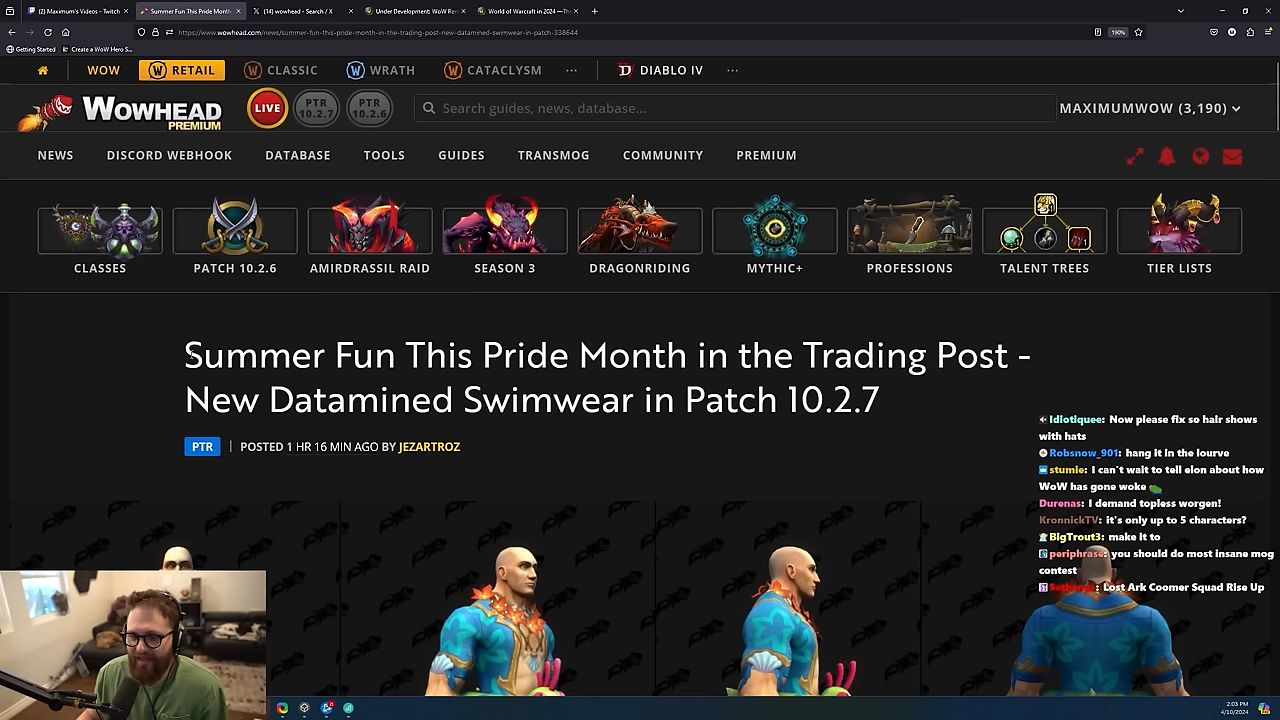 (2) Maximum's Videos - Twitch
Summer Fun This Pride Month
(14) wowhead - Search / X
Under Development: WoW Re
World of Warcraft in 2024 —Th
https://www.wowhead.com/news/summer-fun-this-pride-month-in-the-trading-post-new-datamined-swimwear-in-patch-338644
190%
Getting Started
Create a WoW Hero S...
WOW
RETAIL
CLASSIC
WRATH
CATACLYSM
DIABLO IV
WOWHEAD
PREMIUM
LIVE
PTR
10.2.7
PTR
10.2.6
Search guides, news, database...
MAXIMUMWOW (3,190)
NEWS
DISCORD WEBHOOK
DATABASE
TOOLS
GUIDES
TRANSMOG
COMMUNITY
PREMIUM
CLASSES
PATCH 10.2.6
AMIRDRASSIL RAID
SEASON 3
DRAGONRIDING
MYTHIC+
PROFESSIONS
TALENT TREES
TIER LISTS
Summer Fun This Pride Month in the Trading Post -
New Datamined Swimwear in Patch 10.2.7
PTR | POSTED 1 HR 16 MIN AGO BY JEZARTROZ
Idiotiquee: Now please fix so hair shows
with hats
Robsnow_901: hang it in the lourve
stumie: I can't wait to tell elon about how
WoW has gone woke
Durenas: I demand topless worgen!
KronnickTV: it's only up to 5 characters?
BigTrout3: make it to
periphrase: you should do most insane mog
contest
Lost Ark Coomer Squad Rise Up
2:03 PM
4/10/2024